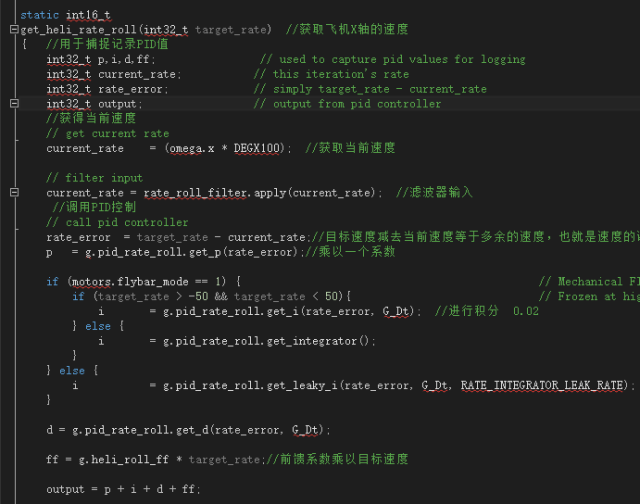 static int16_t
get_heli_rate_roll(int32_t target_rate) //获取飞机X轴的速度
{ //用于捕捉记录PID值
int32_t p,i,d,ff; // used to capture pid values for logging
int32_t current_rate; // this iteration's rate
int32_t rate_error; // simply target_rate - current_rate
int32_t output; // output from pid controller
//获得当前速度
// get current rate
current_rate = (omega.x * DEGX100); //获取当前速度
// filter input
current_rate = rate_roll_filter.apply(current_rate); //滤波器输入
//调用PID控制
// call pid controller
rate_error = target_rate - current_rate;//目标速度减去当前速度等于多余的速度，也就是速度的
p = g.pid_rate_roll.get_p(rate_error);//乘以一个系数
if (motors.flybar_mode == 1) { // Mechanical
if (target_rate > -50 && target_rate < 50){ // Frozen at
i = g.pid_rate_roll.get_i(rate_error, G_Dt); //进行积分 0.02
} else {
i = g.pid_rate_roll.get_integrator();
}
} else {
i = g.pid_rate_roll.get_leaky_i(rate_error, G_Dt, RATE_INTEGRATOR_LEAK_RATE);
}
d = g.pid_rate_roll.get_d(rate_error, G_Dt);
ff = g.heli_roll_ff * target_rate;//前馈系数乘以目标速度
output = p + i + d + ff;